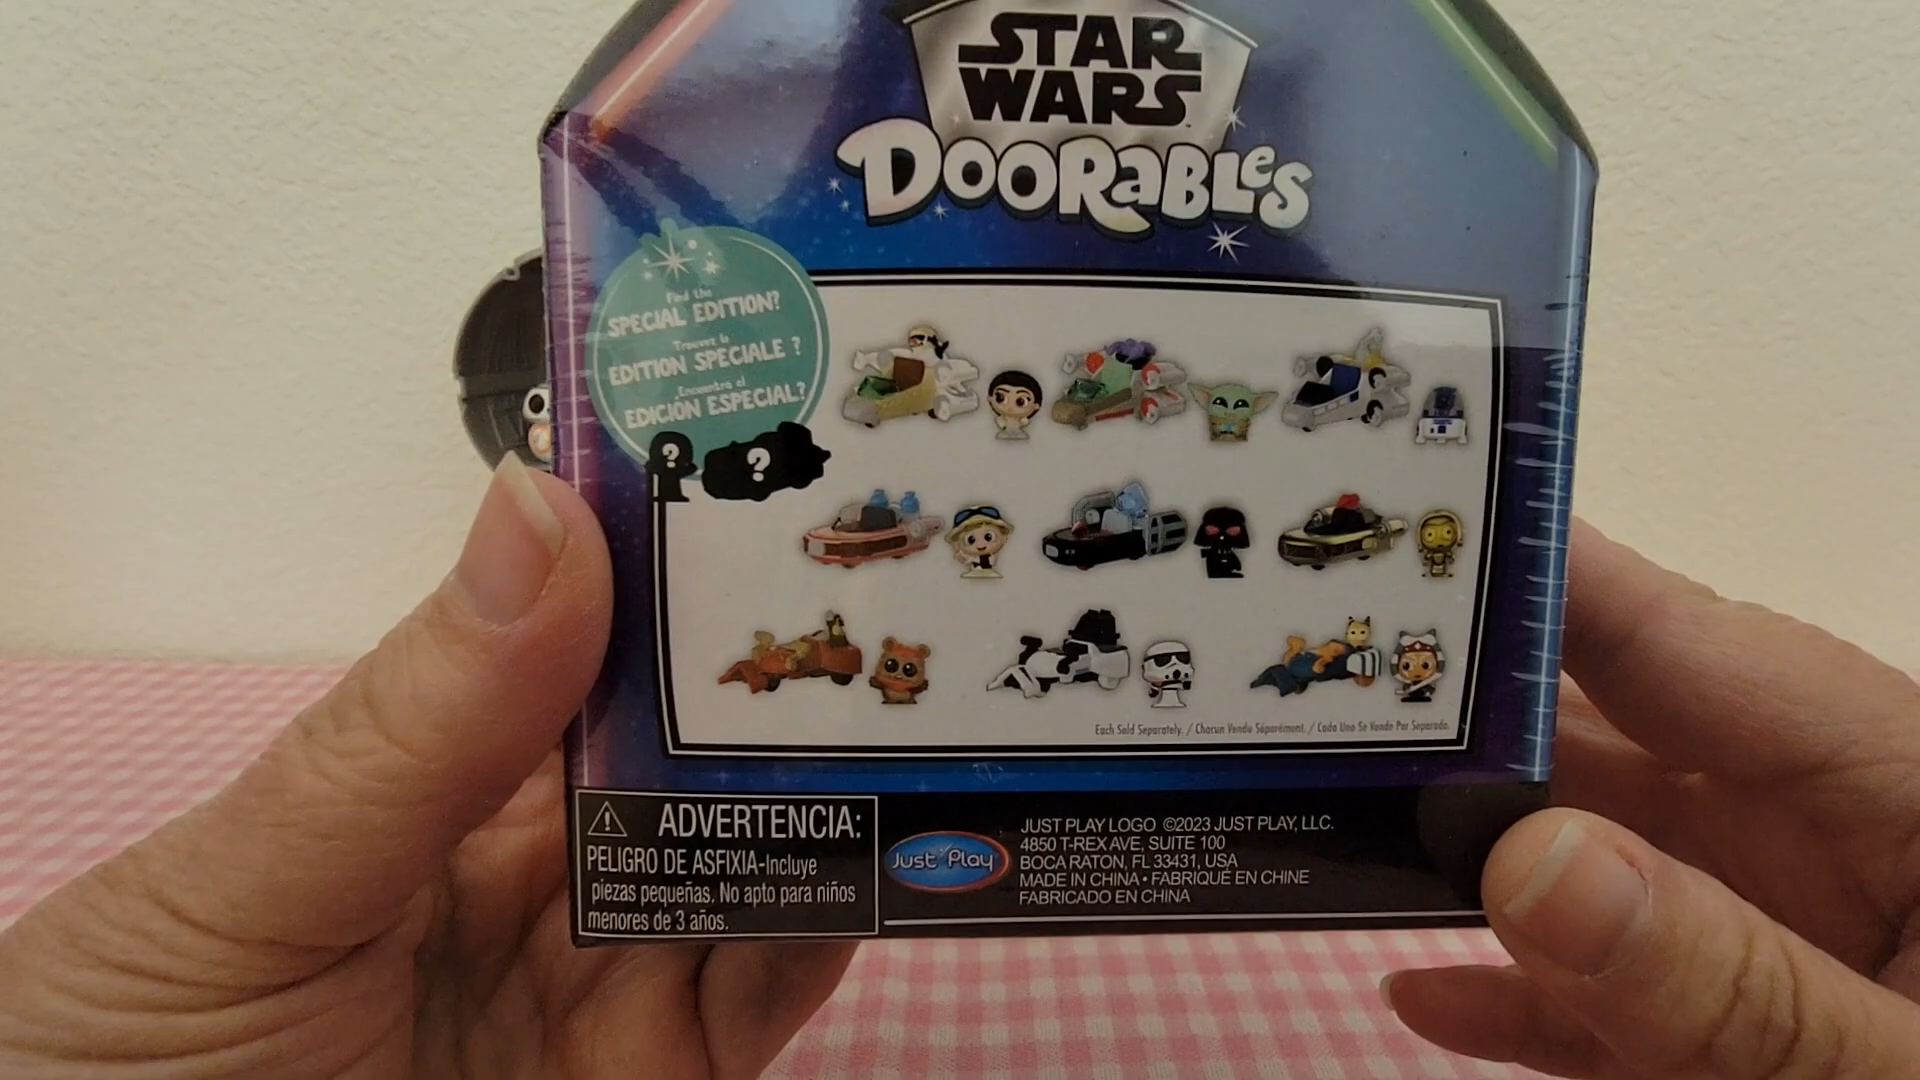 STAR
WARS
DOORaBLeS
Find the
SPECIAL EDITION?
Trouvez la
EDITION SPECIALE ?
Encuentra el
EDICIÓN ESPECIAL?
?
?
Each Sold Separately. / Chacun Vendu Séparément. / Cada Uno Se Vende Por Separado.
ADVERTENCIA:
PELIGRO DE ASFIXIA-Incluye
piezas pequeñas. No apto para niños
menores de 3 años.
Just Play
JUST PLAY LOGO ©2023 JUST PLAY, LLC.
4850 T-REX AVE, SUITE 100
BOCA RATON, FL 33431, USA
MADE IN CHINA • FABRIQUÉ EN CHINE
FABRICADO EN CHINA